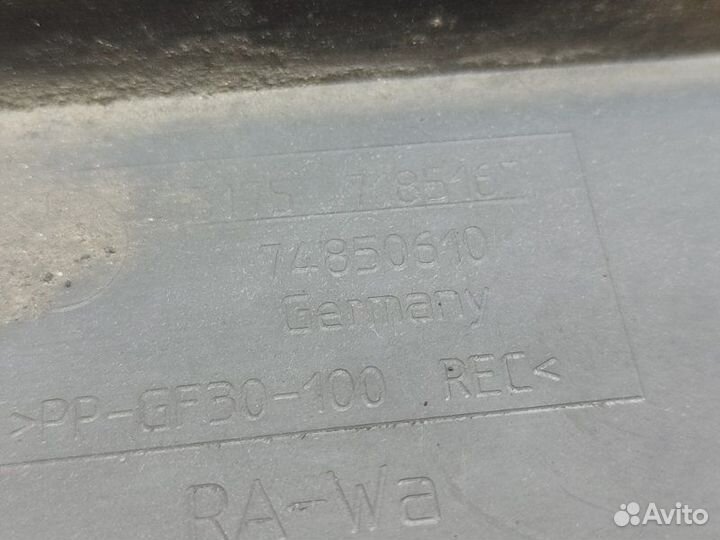 74850610
Germany
>PP-GF30-100 REC<
RA-Wa
Avito